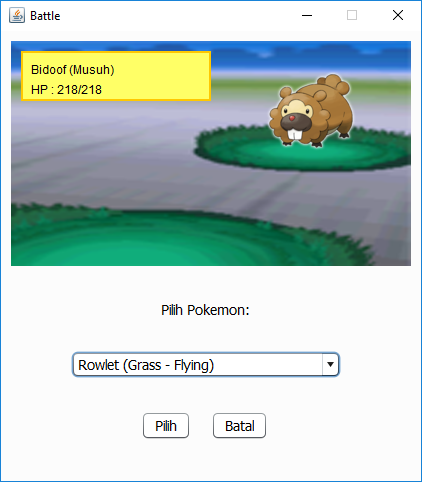 Battle
Bidoof (Musuh)
HP : 218/218
Pilih Pokemon:
Rowlet (Grass - Flying)
Pilih
Batal